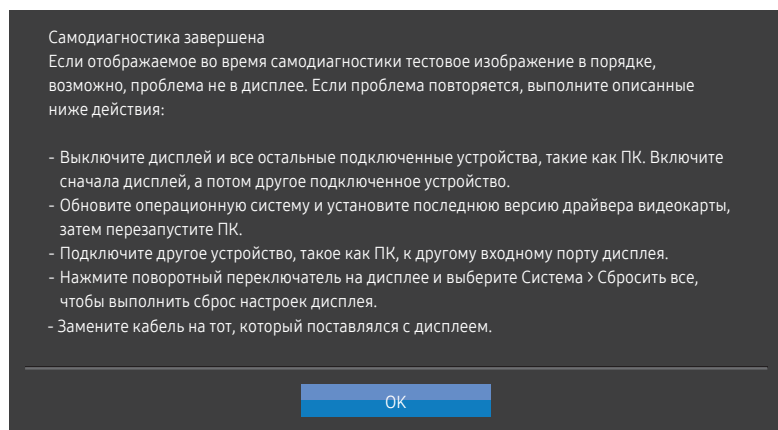 Самодиагностика завершена
Если отображаемое во время самодиагностики тестовое изображение в порядке,
возможно, проблема не в дисплее. Если проблема повторяется, выполните описанные
ниже действия:
- Выключите дисплей и все остальные подключенные устройства, такие как ПК. Включите
сначала дисплей, а потом другое подключенное устройство.
- Обновите операционную систему и установите последнюю версию драйвера видеокарты,
затем перезапустите ПК.
- Подключите другое устройство, такое как ПК, к другому входному порту дисплея.
- Нажмите поворотный переключатель на дисплее и выберите Система > Сбросить все,
чтобы выполнить сброс настроек дисплея.
- Замените кабель на тот, который поставлялся с дисплеем.
OK